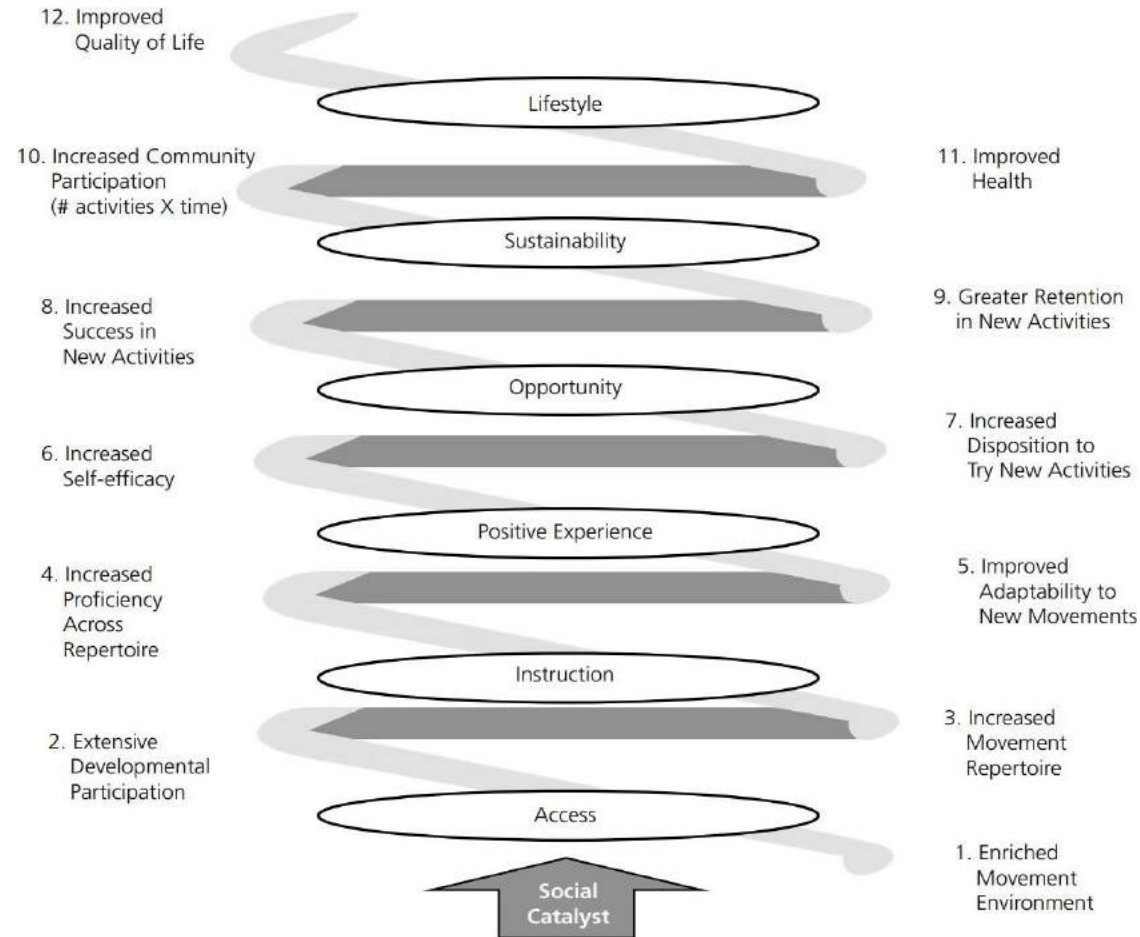 12. Improved
Quality of Life
Lifestyle
10. Increased Community
Participation
(# activities X time)
11. Improved
Health
Sustainability
8. Increased
Success in
New Activities
9. Greater Retention
in New Activities
Opportunity
6. Increased
Self-efficacy
7. Increased
Disposition to
Try New Activities
Positive Experience
4. Increased
Proficiency
Across
Repertoire
5. Improved
Adaptability to
New Movements
Instruction
2. Extensive
Developmental
Participation
3. Increased
Movement
Repertoire
Access
1. Enriched
Movement
Environment
Social
Catalyst